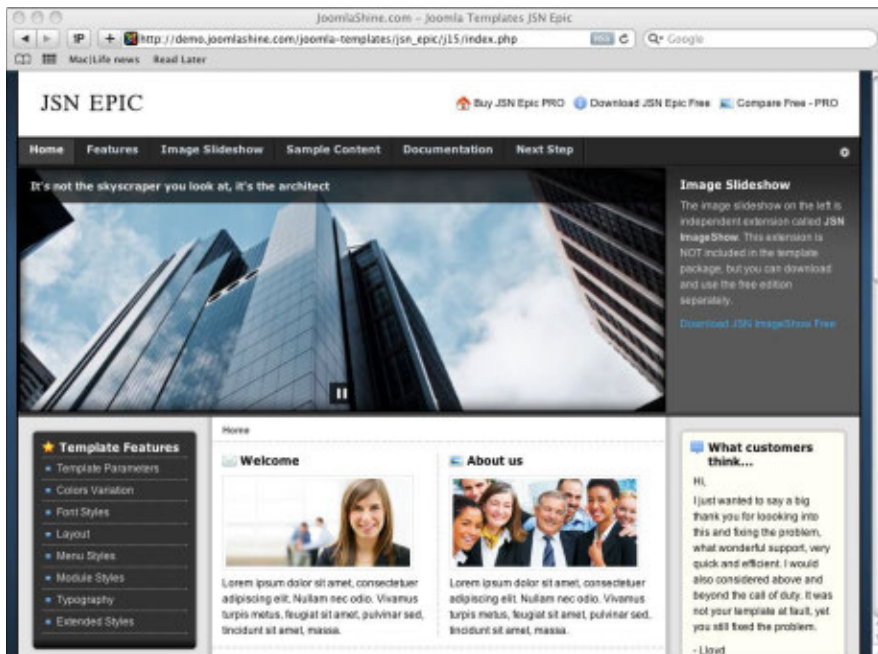 JoomlaShine.com – Joomla Templates JSN Epic
http://demo.joomlashine.com/joomla-templates/jsn_epic/j15/index.php
RSS
Google
Mac|Life news Read Later
JSN EPIC
Buy JSN Epic PRO Download JSN Epic Free Compare Free - PRO
Home Features Image Slideshow Sample Content Documentation Next Step
It's not the skyscraper you look at, it's the architect
Image Slideshow
The image slideshow on the left is
independent extension called JSN
ImageShow. This extension is
NOT included in the template
package, but you can download
and use the free edition
seperately.
Download JSN ImageShow Free
Template Features
Template Parameters
Colors Variation
Font Styles
Layout
Menu Styles
Module Styles
Typography
Extended Styles
Home
Welcome
Lorem ipsum dolor sit amet, consectetuer
adipiscing elit. Nullam nec odio. Vivamus
turpis metus, feugiat sit amet, pulvinar sed,
tincidunt sit amet, massa.
About us
Lorem ipsum dolor sit amet, consectetuer
adipiscing elit. Nullam nec odio. Vivamus
turpis metus, feugiat sit amet, pulvinar sed,
tincidunt sit amet, massa.
What customers
think...
Hi,
I just wanted to say a big
thank you for loooking into
this and fixing the problem,
what wonderful support, very
quick and efficient. I would
also considered above and
beyond the call of duty. It was
not your template at fault, yet
you still fixed the problem.
- Lloyd